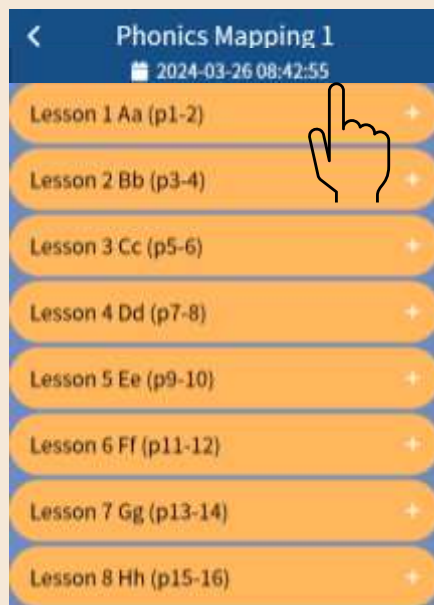 Phonics Mapping 1
2024-03-26 08:42:55
Lesson 1 Aa (p1-2)
Lesson 2 Bb (p3-4)
Lesson 3 Cc (p5-6)
Lesson 4 Dd (p7-8)
Lesson 5 Ee (p9-10)
Lesson 6 Ff (p11-12)
Lesson 7 Gg (p13-14)
Lesson 8 Hh (p15-16)